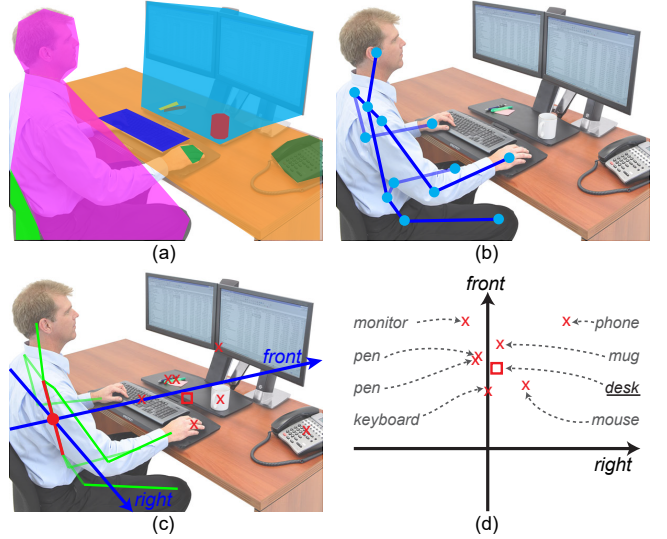 (a)
(b)
front
right
(c)
front
monitor
phone
pen
mug
pen
desk
keyboard
mouse
right
(d)